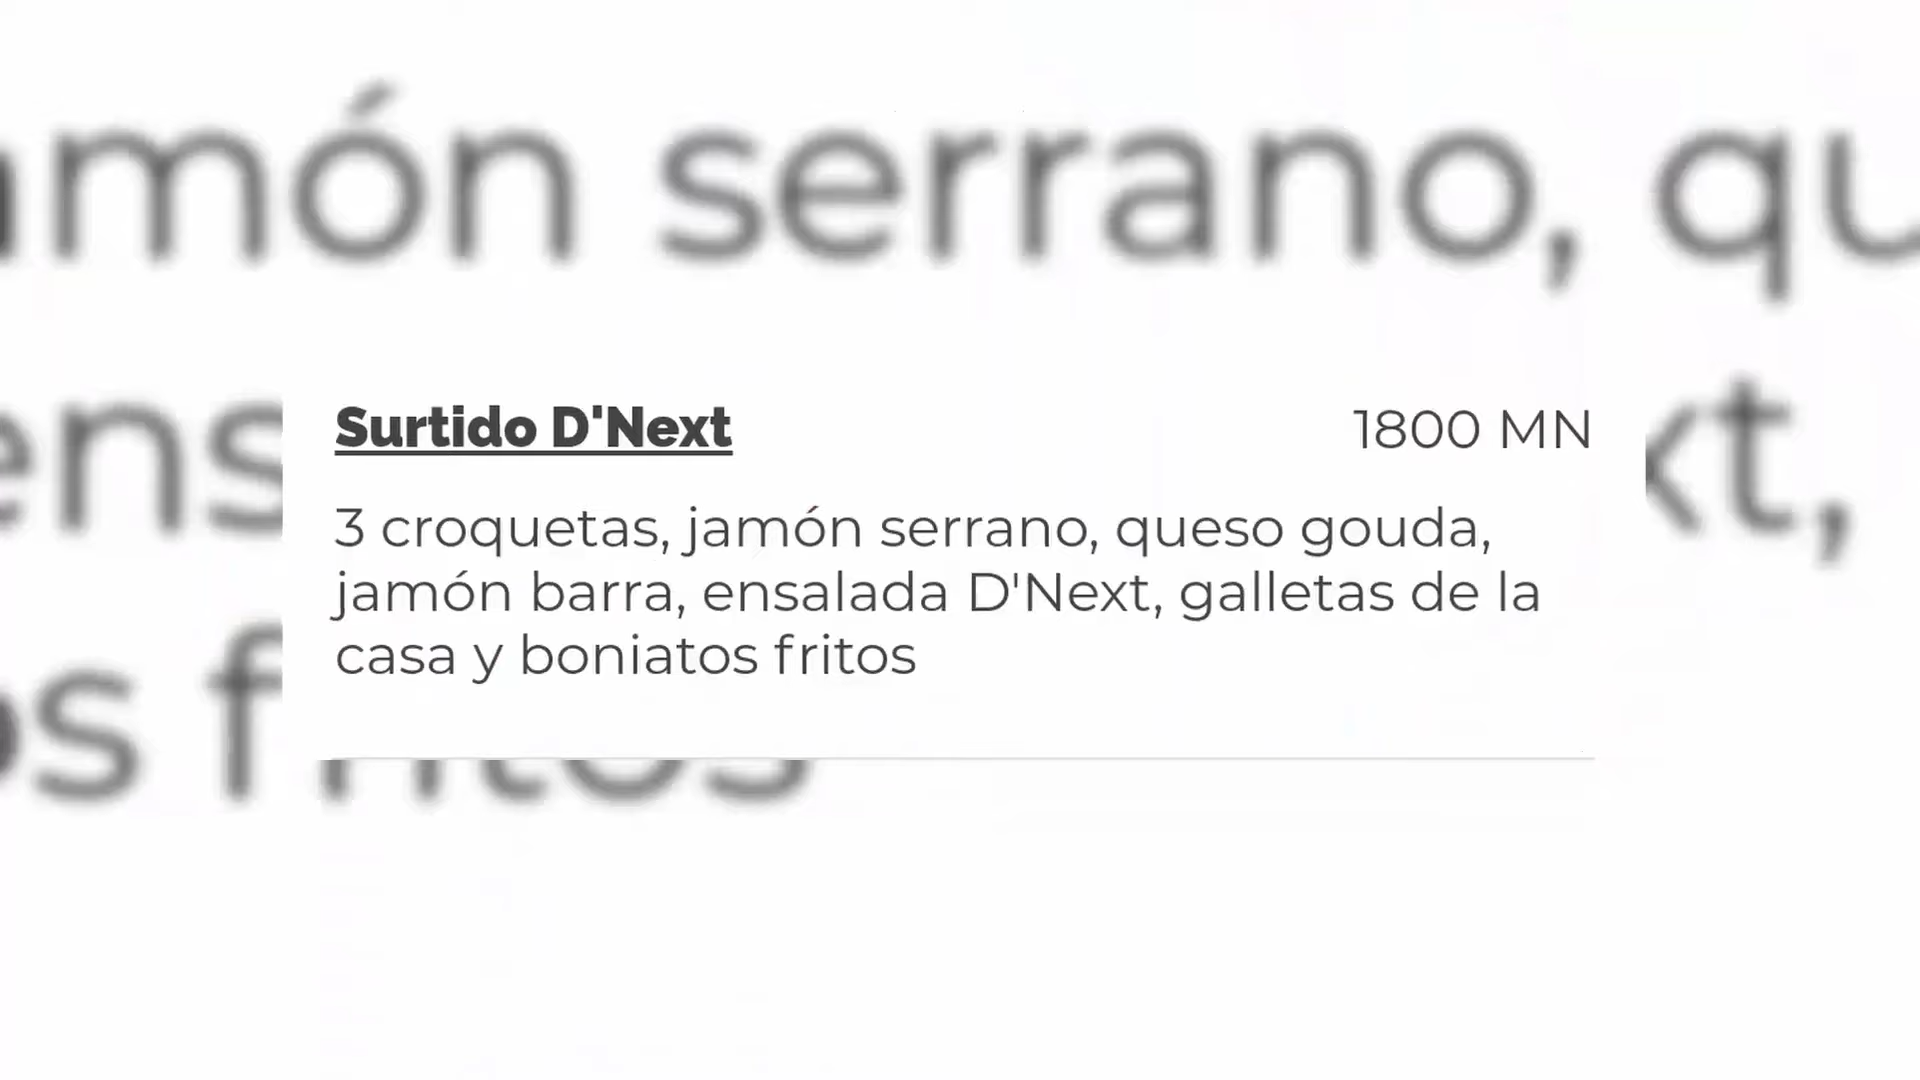 Surtido D'Next 1800 MN
3 croquetas, jamón serrano, queso gouda,
jamón barra, ensalada D'Next, galletas de la
casa y boniatos fritos